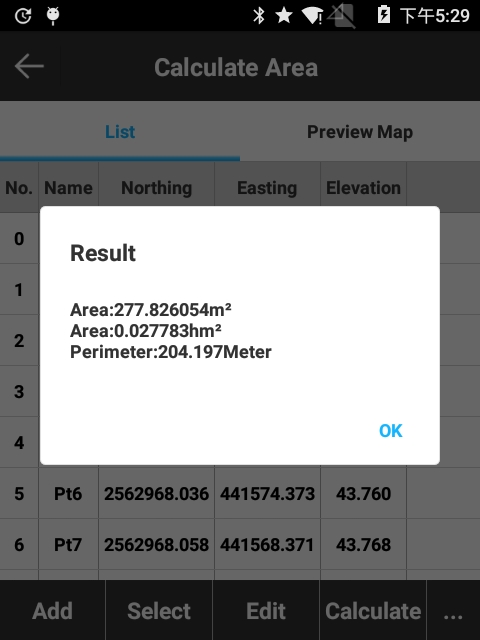 下午5:29
Calculate Area
List
Preview Map
No. Name Northing Easting Elevation
0
Result
1
Area:277.826054m²
Area:0.027783hm²
2
Perimeter:204.197Meter
3
OK
4
5 Pt6 2562968.036 441574.373 43.760
6 Pt7 2562968.058 441568.371 43.768
Add Select Edit Calculate ...